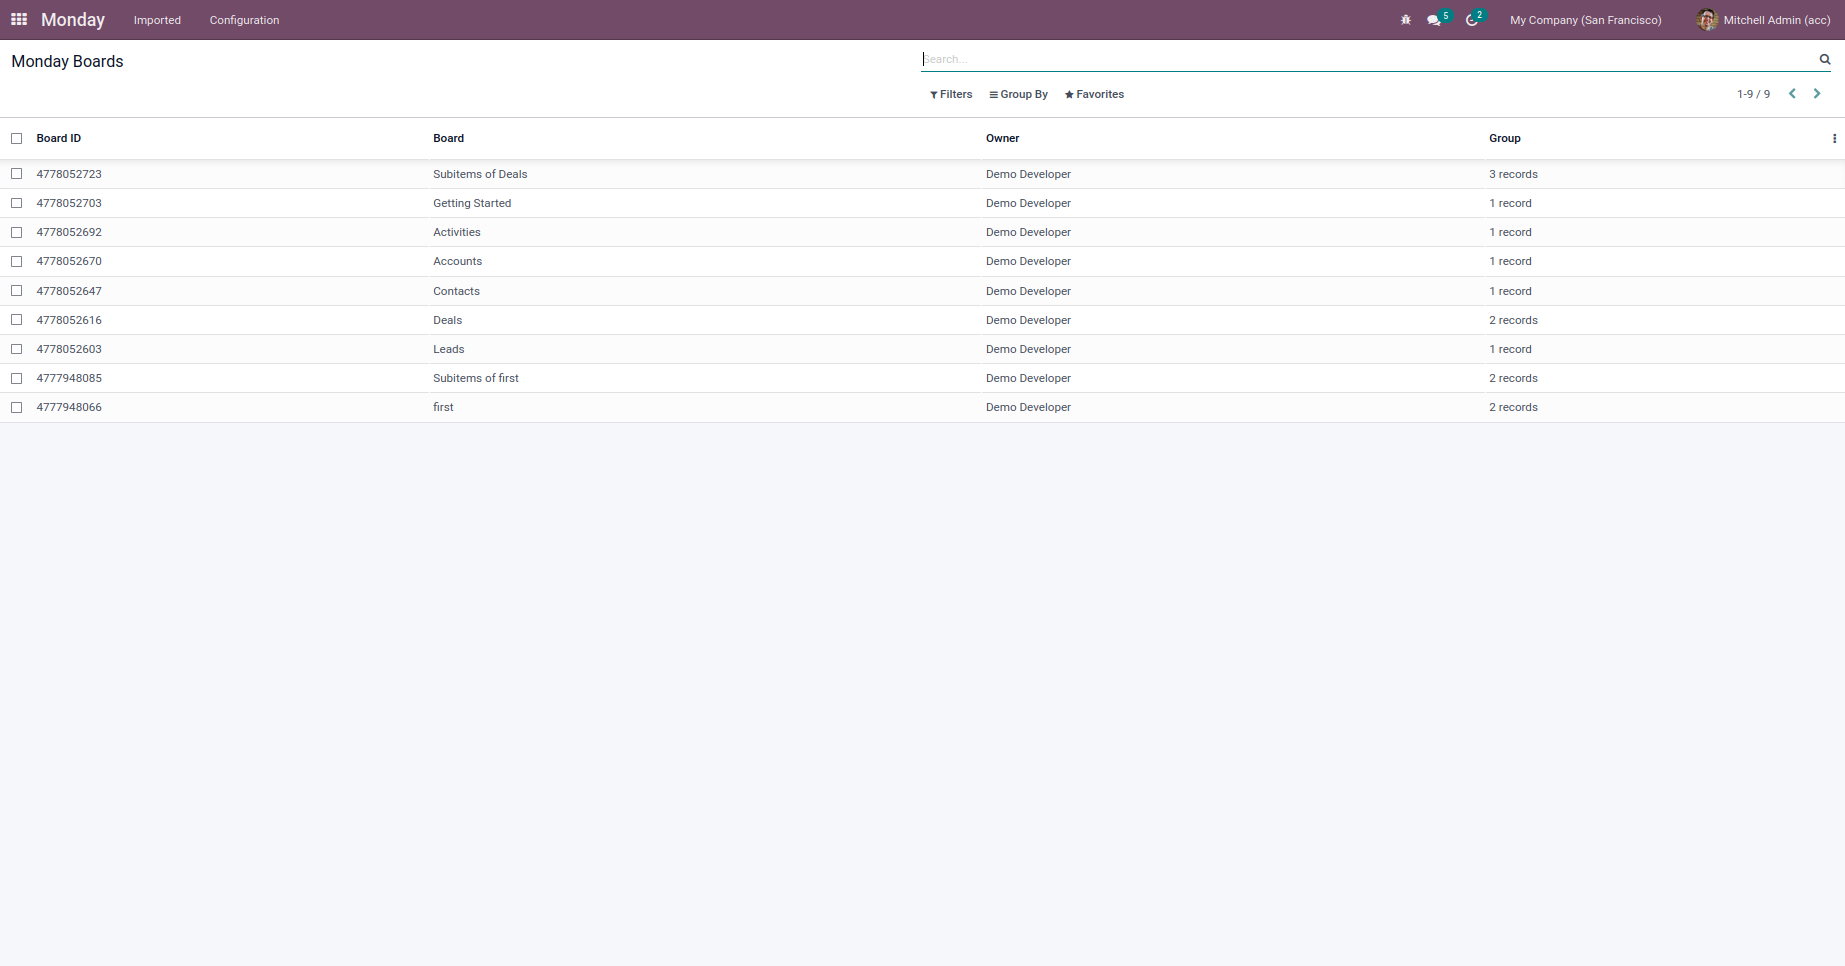 Monday Imported Configuration 5 2 My Company (San Francisco) Mitchell Admin (acc)
Monday Boards Search...
Filters Group By Favorites 1-9 / 9
Board ID Board Owner Group
4778052723 Subitems of Deals Demo Developer 3 records
4778052703 Getting Started Demo Developer 1 record
4778052692 Activities Demo Developer 1 record
4778052670 Accounts Demo Developer 1 record
4778052647 Contacts Demo Developer 1 record
4778052616 Deals Demo Developer 2 records
4778052603 Leads Demo Developer 1 record
4777948085 Subitems of first Demo Developer 2 records
4777948066 first Demo Developer 2 records